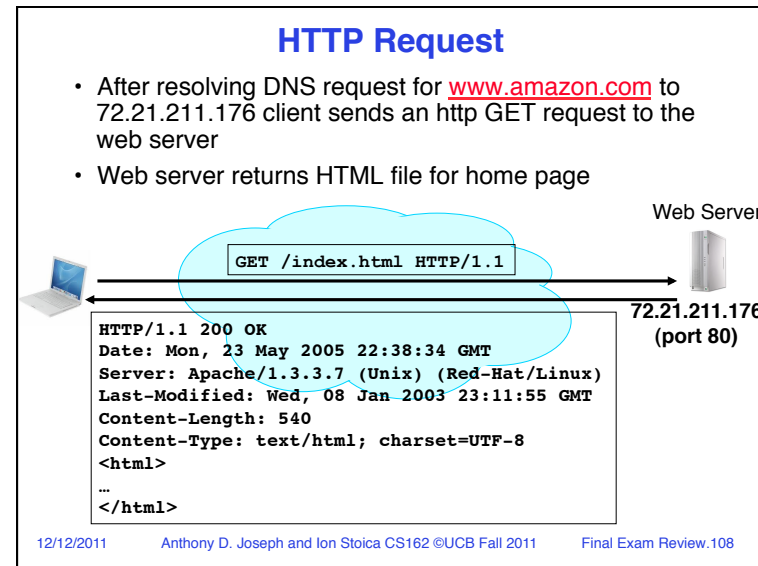 HTTP Request
• After resolving DNS request for www.amazon.com to
72.21.211.176 client sends an http GET request to the
web server
• Web server returns HTML file for home page
Web Server
GET /index.html HTTP/1.1
72.21.211.176
(port 80)
HTTP/1.1 200 OK
Date: Mon, 23 May 2005 22:38:34 GMT
Server: Apache/1.3.3.7 (Unix) (Red-Hat/Linux)
Last-Modified: Wed, 08 Jan 2003 23:11:55 GMT
Content-Length: 540
Content-Type: text/html; charset=UTF-8
<html>
…
</html>
12/12/2011 Anthony D. Joseph and Ion Stoica CS162 ©UCB Fall 2011 Final Exam Review.108